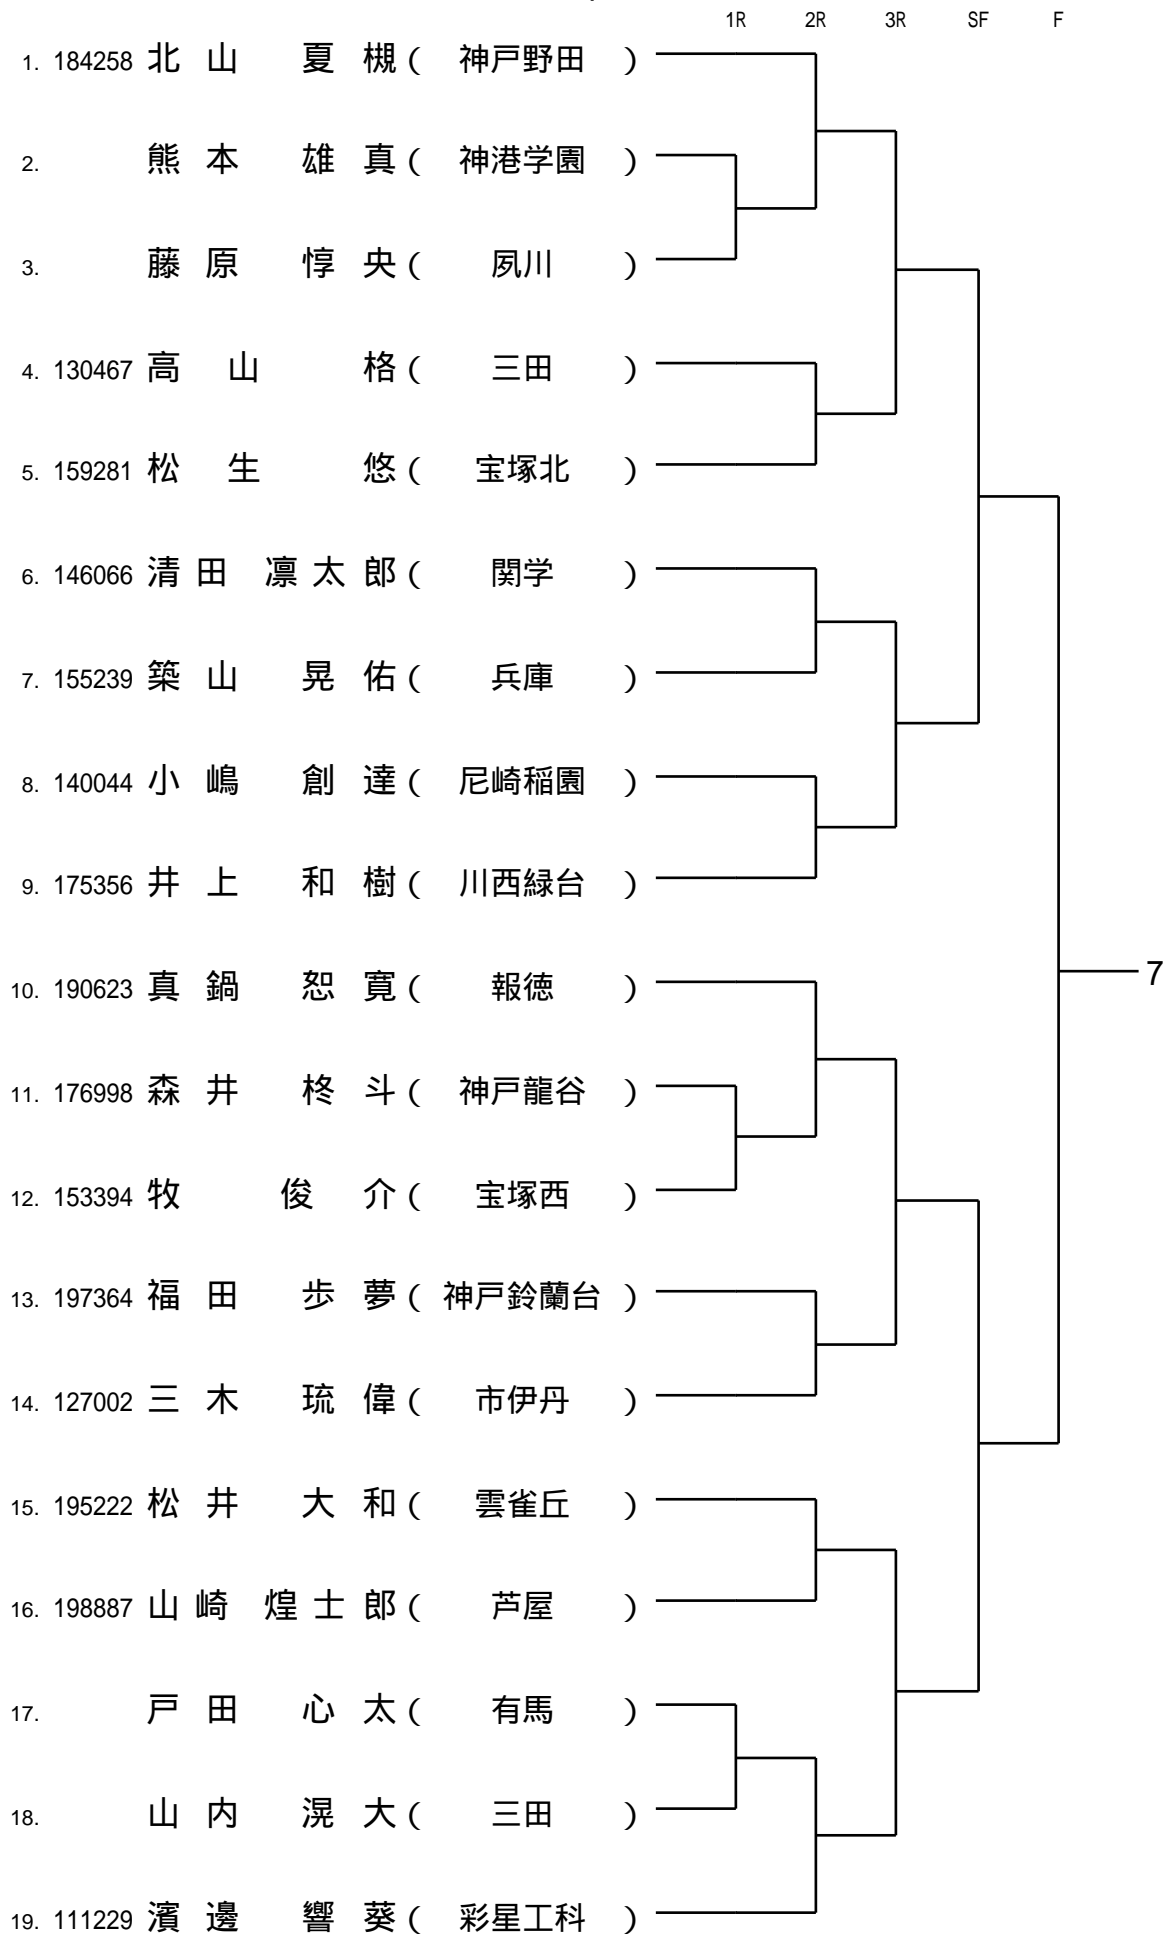 1R 2R 3R SF F
1. 184258 北山 夏槻 ( 神戸野田 )
2. 熊本 雄真 ( 神港学園 )
3. 藤原 惇央 ( 夙川 )
4. 130467 高山 格 ( 三田 )
5. 159281 松生 悠 ( 宝塚北 )
6. 146066 清田 凛太郎 ( 関学 )
7. 155239 築山 晃佑 ( 兵庫 )
8. 140044 小嶋 創達 ( 尼崎稲園 )
9. 175356 井上 和樹 ( 川西緑台 )
10. 190623 真鍋 恕寛 ( 報徳 )
7
11. 176998 森井 柊斗 ( 神戸龍谷 )
12. 153394 牧 俊介 ( 宝塚西 )
13. 197364 福田 歩夢 ( 神戸鈴蘭台 )
14. 127002 三木 琉偉 ( 市伊丹 )
15. 195222 松井 大和 ( 雲雀丘 )
16. 198887 山崎 煌士郎 ( 芦屋 )
17. 戸田 心太 ( 有馬 )
18. 山内 滉大 ( 三田 )
19. 111229 濱邊 響葵 ( 彩星工科 )